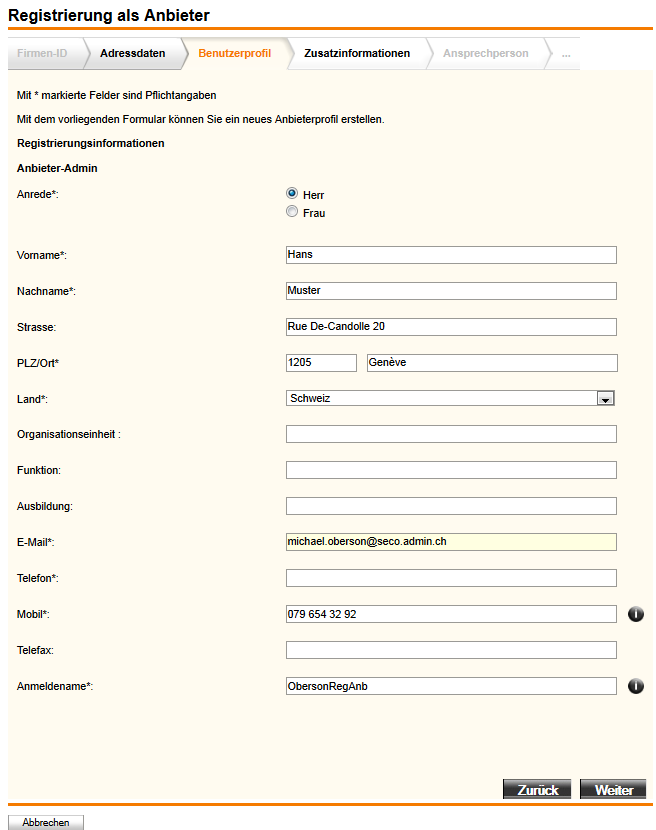 Registrierung als Anbieter
Firmen-ID Adressdaten Benutzerprofil Zusatzinformationen Ansprechperson ...
Mit * markierte Felder sind Pflichtangaben
Mit dem vorliegenden Formular können Sie ein neues Anbieterprofil erstellen.
Registrierungsinformationen
Anbieter-Admin
Anrede*: Herr
Frau
Vorname*: Hans
Nachname*: Muster
Strasse: Rue De-Candolle 20
PLZ/Ort* 1205 Genève
Land*: Schweiz
Organisationseinheit :
Funktion:
Ausbildung:
E-Mail*: michael.oberson@seco.admin.ch
Telefon*:
Mobil*: 079 654 32 92 i
Telefax:
Anmeldename*: ObersonRegAnb i
Zurück Weiter
Abbrechen